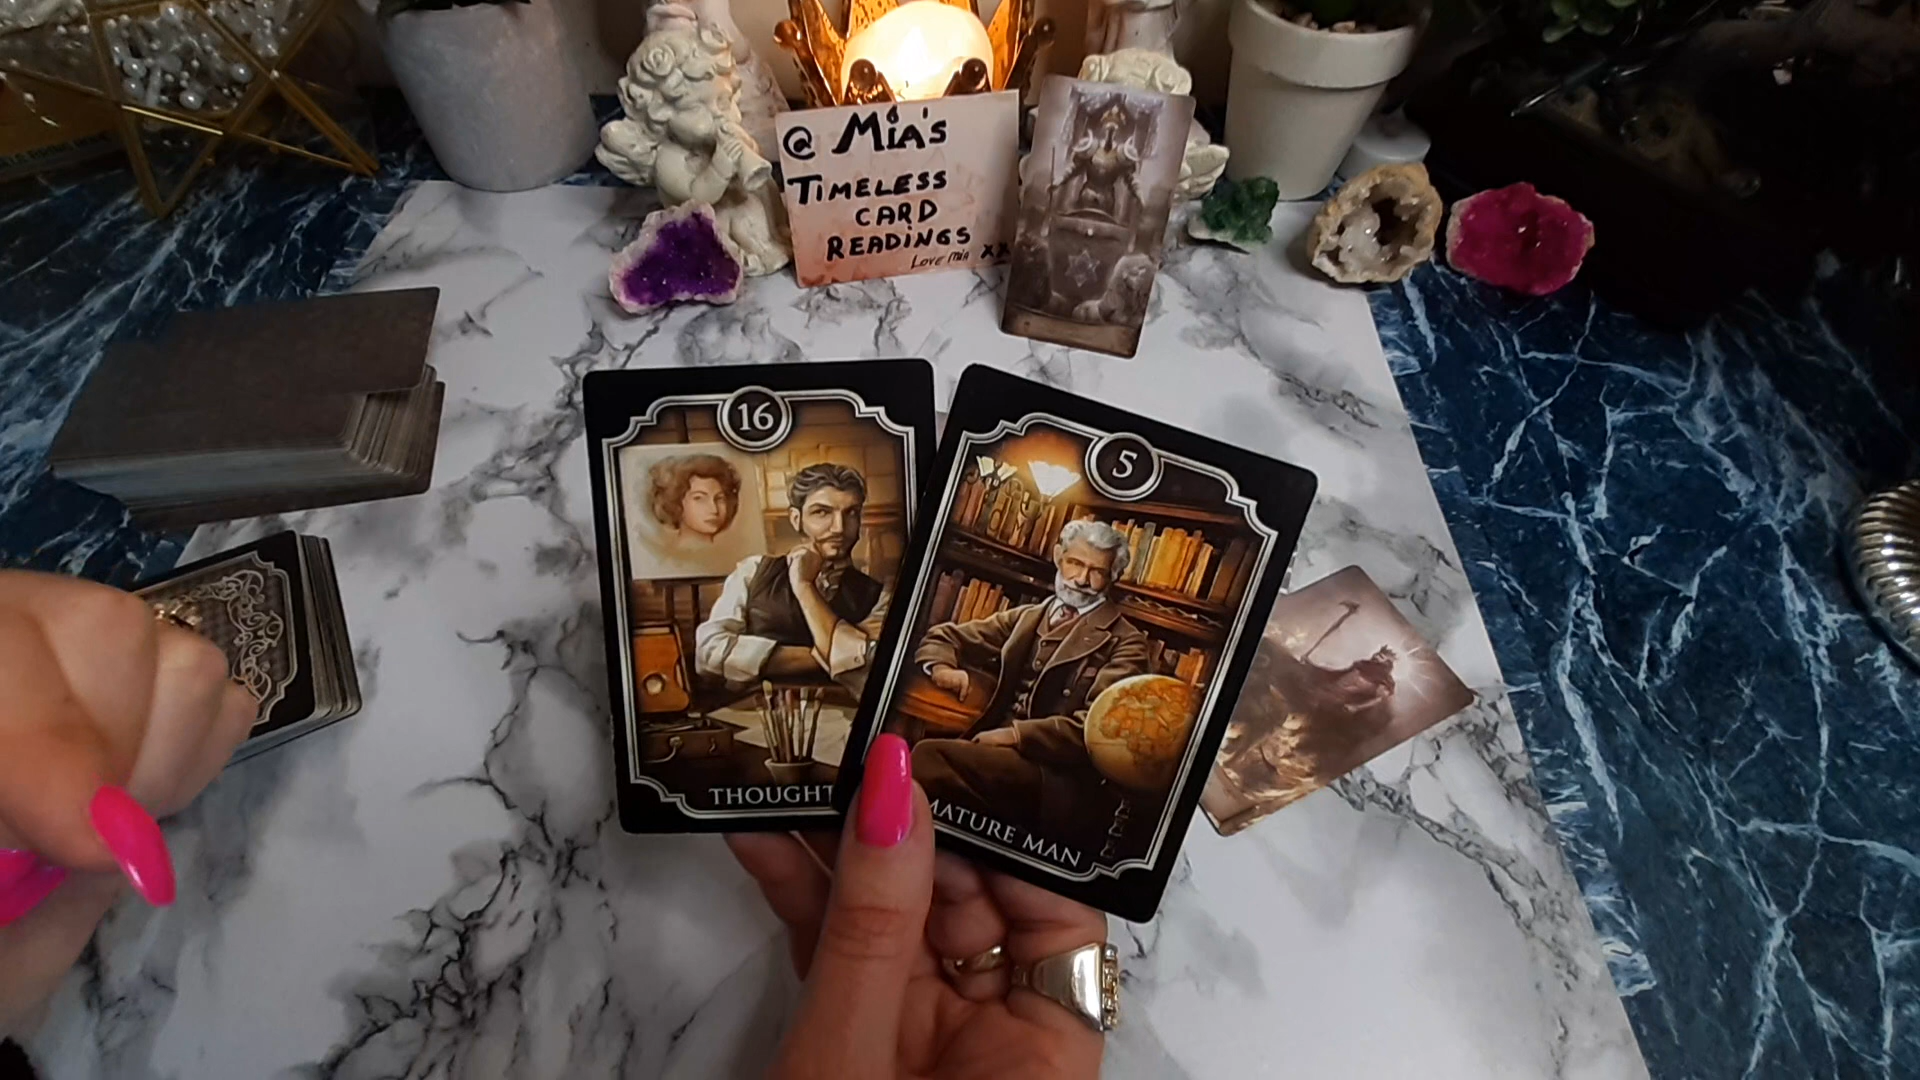 @ MiA's
TiMELESS
CARD
READiNGS
Love Mia xx
16
THOUGHT
5
MATURE MAN